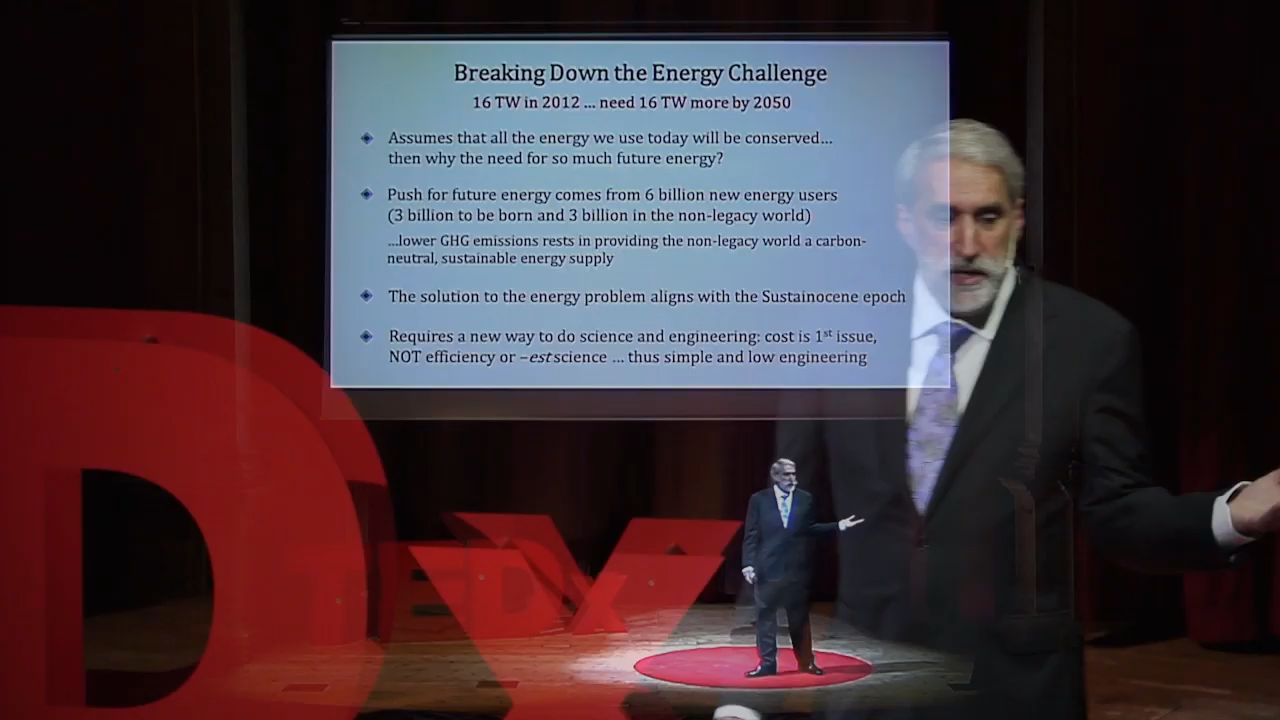 Breaking Down the Energy Challenge
16 TW in 2012 ... need 16 TW more by 2050
Assumes that all the energy we use today will be conserved...
then why the need for so much future energy?
Push for future energy comes from 6 billion new energy users
(3 billion to be born and 3 billion in the non-legacy world)
...lower GHG emissions rests in providing the non-legacy world a carbon-
neutral, sustainable energy supply
The solution to the energy problem aligns with the Sustainocene epoch
Requires a new way to do science and engineering: cost is 1st issue,
NOT efficiency or –est science ... thus simple and low engineering
Dx
TEDx